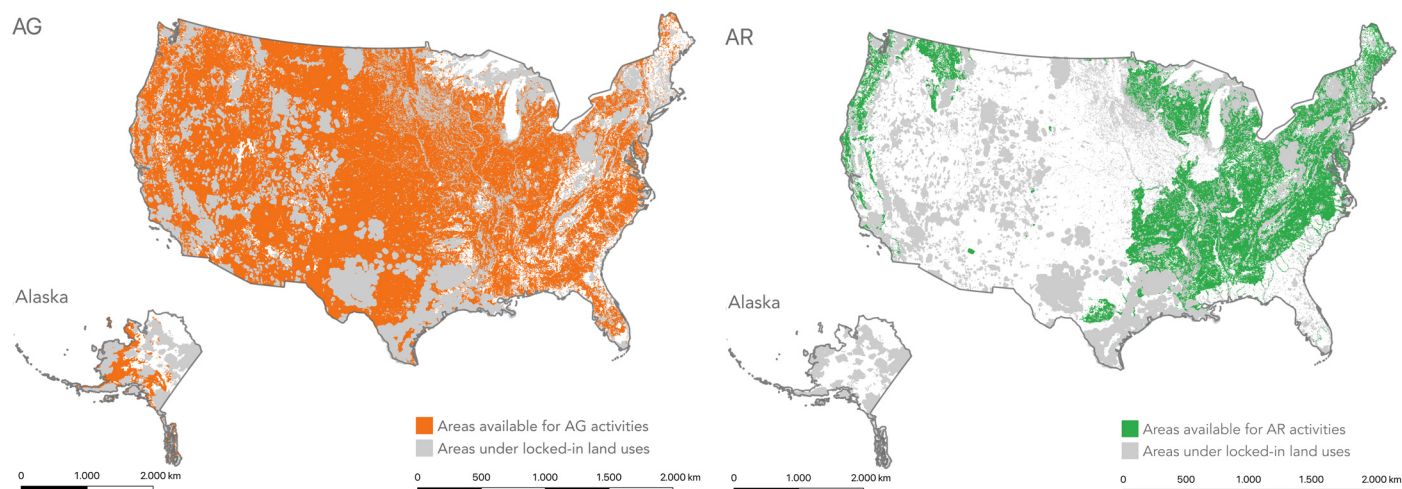 AG
Alaska
Areas available for AG activities
Areas under locked-in land uses
0 1.000 2.000 km
0 500 1.000 1.500 2.000 km
AR
Alaska
Areas available for AR activities
Areas under locked-in land uses
0 1.000 2.000 km
0 500 1.000 1.500 2.000 km